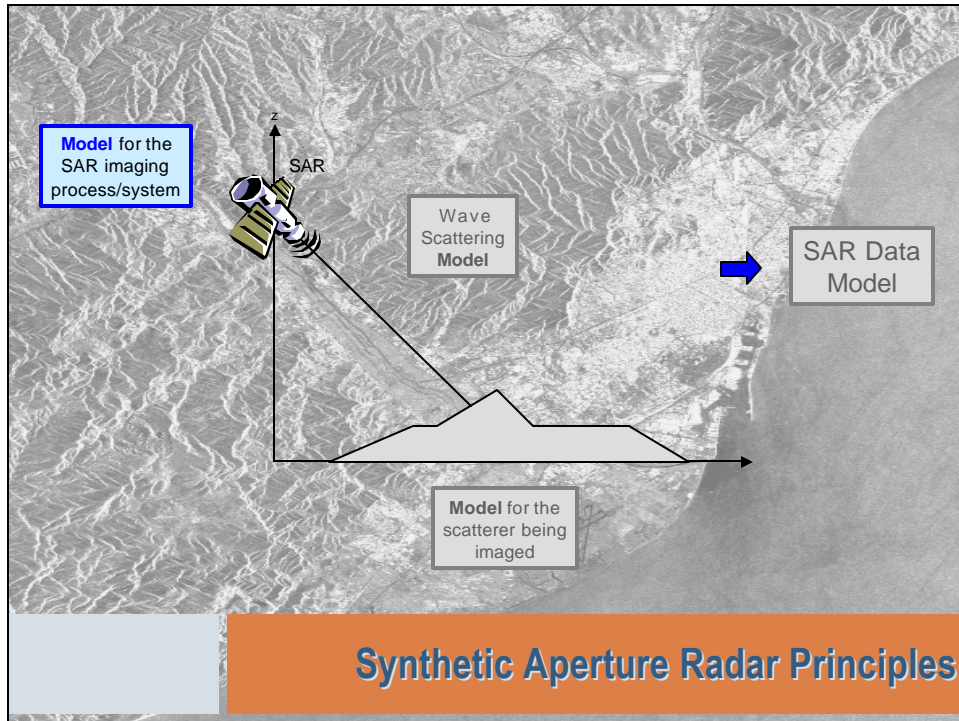 Model for the
SAR imaging
process/system
z
SAR
Wave
Scattering
Model
SAR Data
Model
Model for the
scatterer being
imaged
Synthetic Aperture Radar Principles